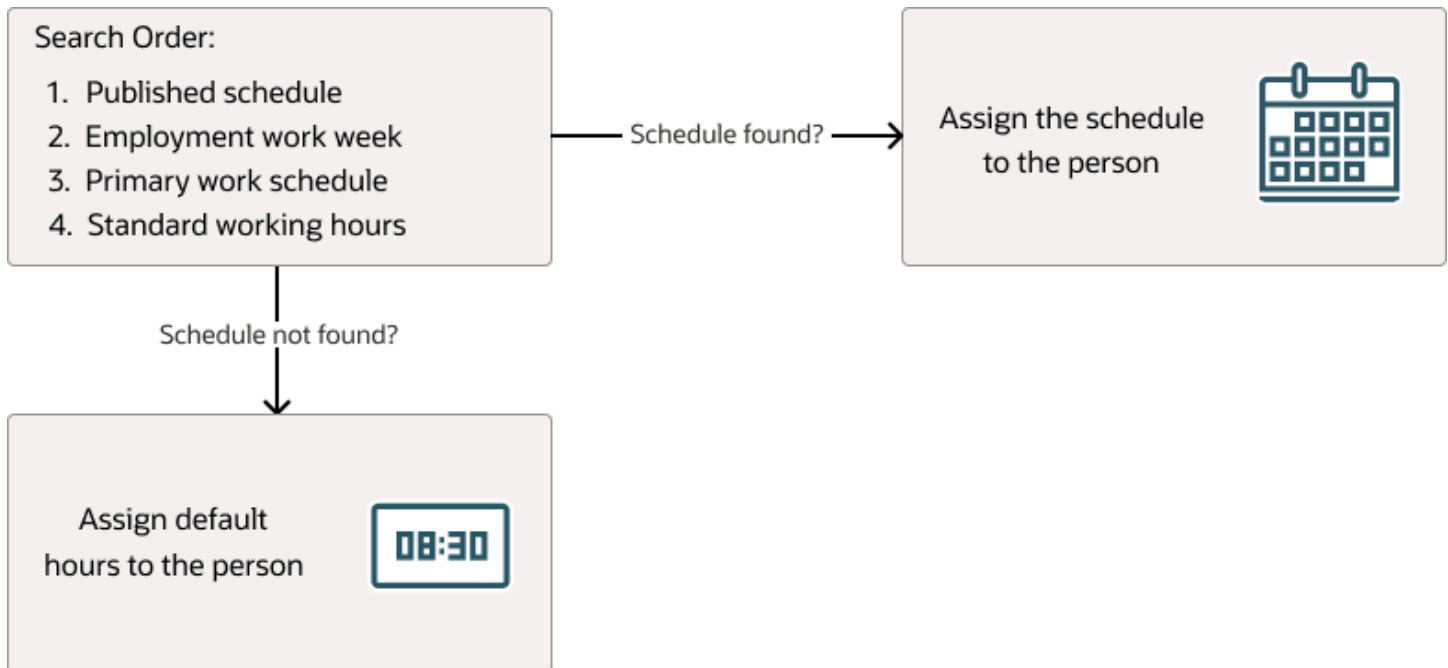 Search Order:
1. Published schedule
2. Employment work week
3. Primary work schedule
4. Standard working hours
Schedule found?
Assign the schedule
to the person
Schedule not found?
Assign default
hours to the person
08:30